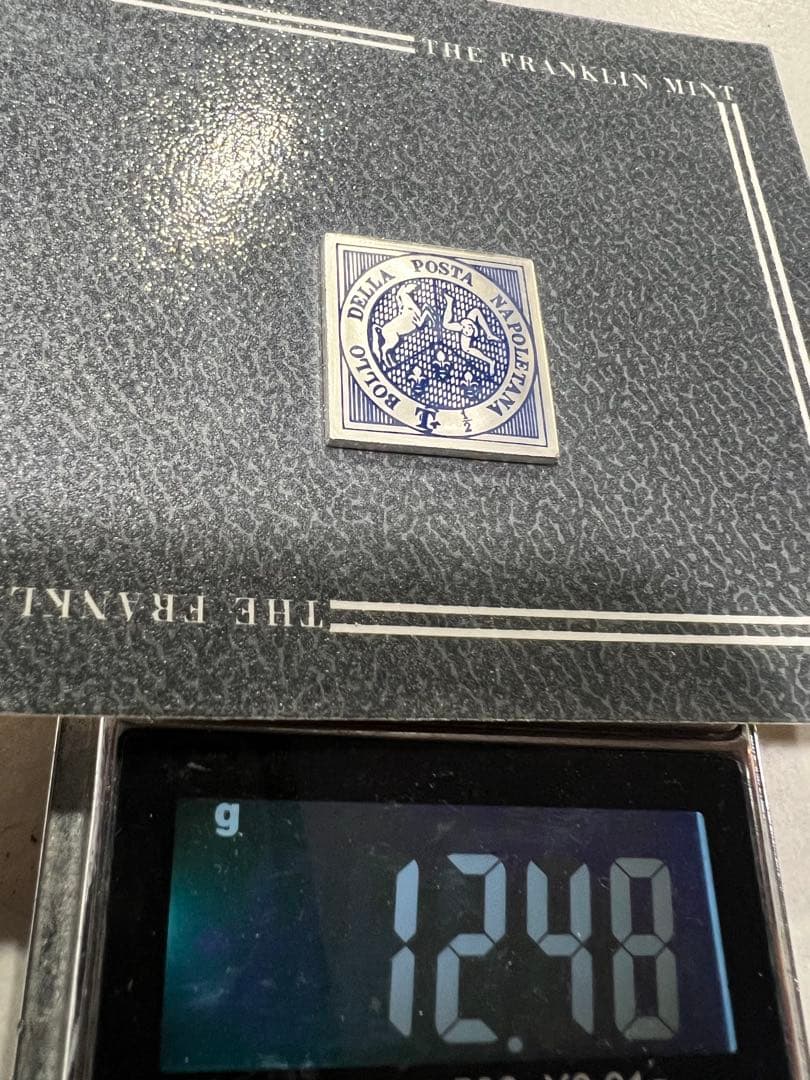 THE FRANKLIN MINT
BOLLO DELLA POSTA NAPOLETANA
T 1/2
THE FRANKL
g
12.48